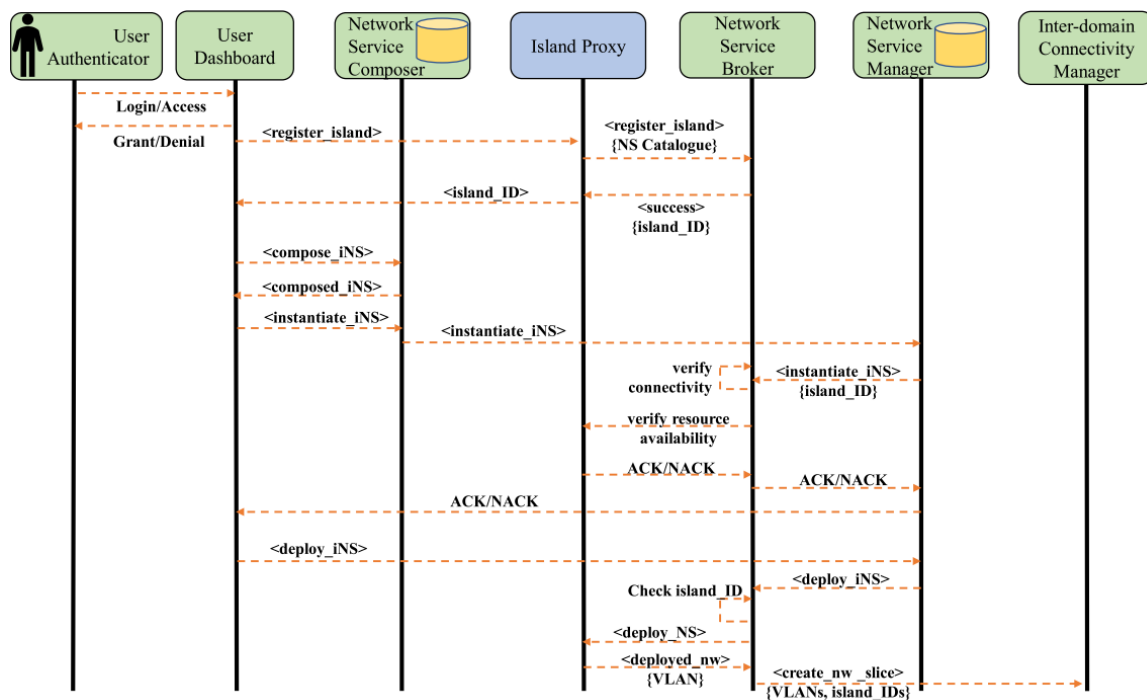 User
Authenticator
User
Dashboard
Network
Service
Composer
Island Proxy
Network
Service
Broker
Network
Service
Manager
Inter-domain
Connectivity
Manager
Login/Access
Grant/Denial
<register_island>
<register_island>
{NS Catalogue}
<island_ID>
<success>
{island_ID}
<compose_iNS>
<composed_iNS>
<instantiate_iNS>
<instantiate_iNS>
verify
connectivity
<instantiate_iNS>
{island_ID}
verify resource
availability
ACK/NACK
ACK/NACK
ACK/NACK
<deploy_iNS>
<deploy_iNS>
Check island_ID
<deploy_NS>
<deployed_nw>
{VLAN}
<create_nw _slice>
{VLANs, island_IDs}